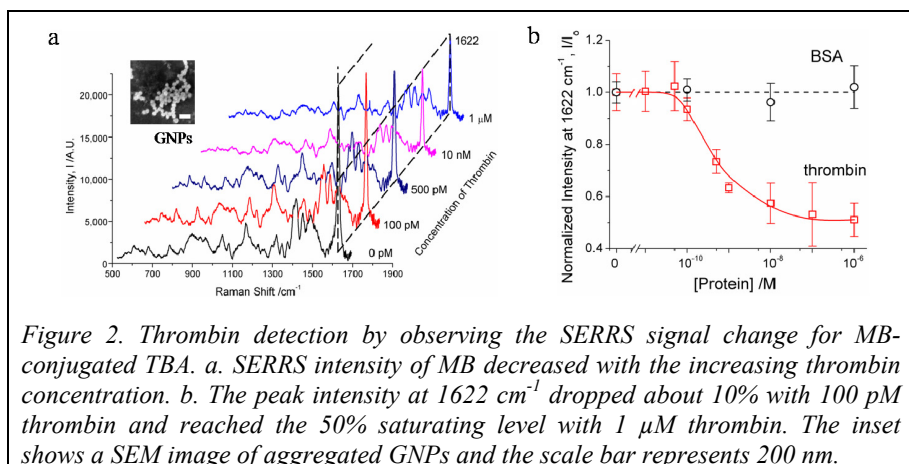 a
1622
20,000
15,000
10,000
5,000
0
Intensity, I /A.U.
GNPs
1 μM
10 nM
500 pM
100 pM
0 pM
Concentration of Thrombin
500 700 900 1100 1300 1500 1700 1900
Raman Shift /cm⁻¹
b
BSA
thrombin
1.0
0.8
0.6
0.4
Normalized Intensity at 1622 cm⁻¹, I/Iₒ
0 10⁻¹⁰ 10⁻⁸ 10⁻⁶
[Protein] /M
Figure 2. Thrombin detection by observing the SERRS signal change for MB-
conjugated TBA. a. SERRS intensity of MB decreased with the increasing thrombin
concentration. b. The peak intensity at 1622 cm⁻¹ dropped about 10% with 100 pM
thrombin and reached the 50% saturating level with 1 μM thrombin. The inset
shows a SEM image of aggregated GNPs and the scale bar represents 200 nm.